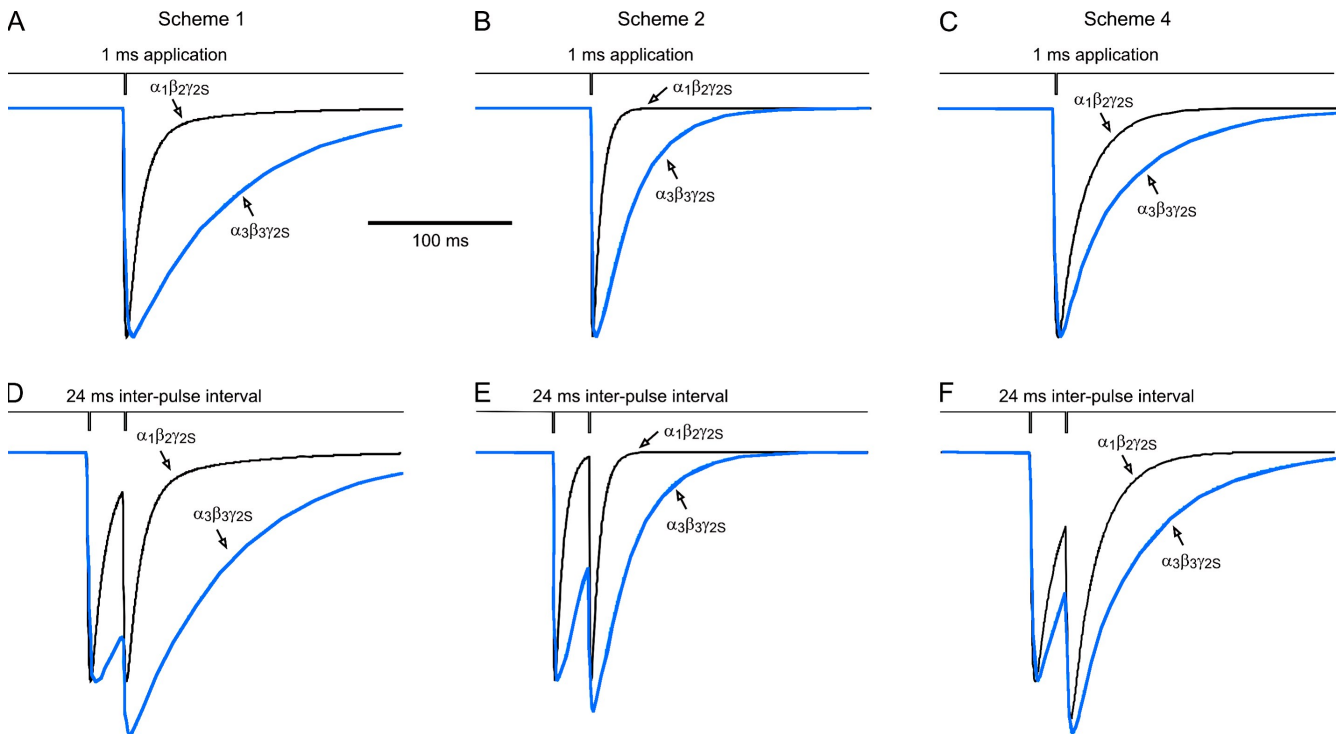 A
Scheme 1
1 ms application
α1β2γ2S
α3β3γ2S
100 ms
B
Scheme 2
1 ms application
α1β2γ2S
α3β3γ2S
C
Scheme 4
1 ms application
α1β2γ2S
α3β3γ2S
D
24 ms inter-pulse interval
α1β2γ2S
α3β3γ2S
E
24 ms inter-pulse interval
α1β2γ2S
α3β3γ2S
F
24 ms inter-pulse interval
α1β2γ2S
α3β3γ2S